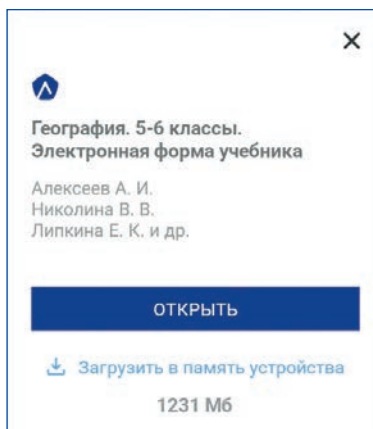 География. 5-6 классы.
Электронная форма учебника
Алексеев А. И.
Николина В. В.
Липкина Е. К. и др.
ОТКРЫТЬ
Загрузить в память устройства
1231 Мб